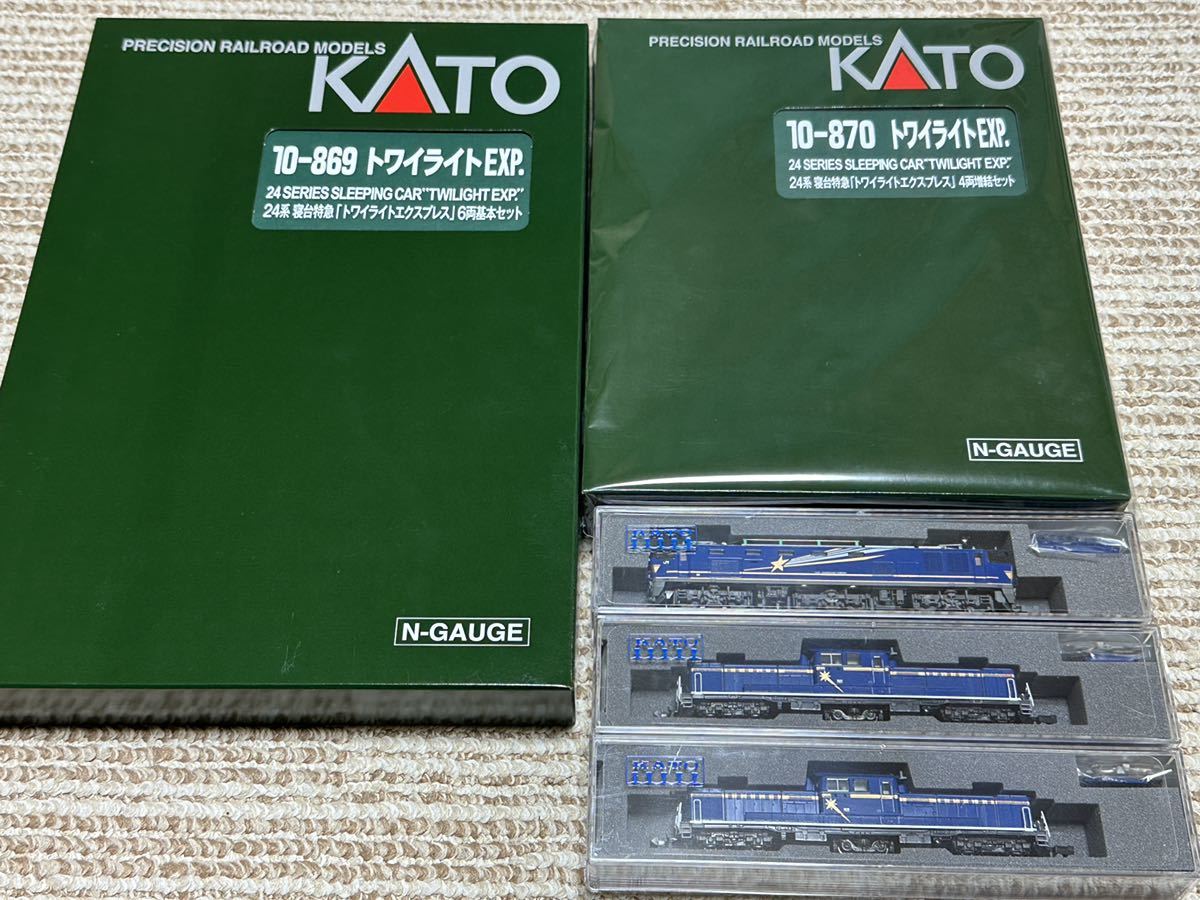 PRECISION RAILROAD MODELS
KATO
10-869 トワイライトEXP.
24 SERIES SLEEPING CAR "TWILIGHT EXP."
24系 寝台特急「トワイライトエクスプレス」6両基本セット
N-GAUGE
PRECISION RAILROAD MODELS
KATO
10-870 トワイライトEXP.
24 SERIES SLEEPING CAR "TWILIGHT EXP."
24系 寝台特急「トワイライトエクスプレス」4両増結セット
N-GAUGE
KATO
KATO
KATO